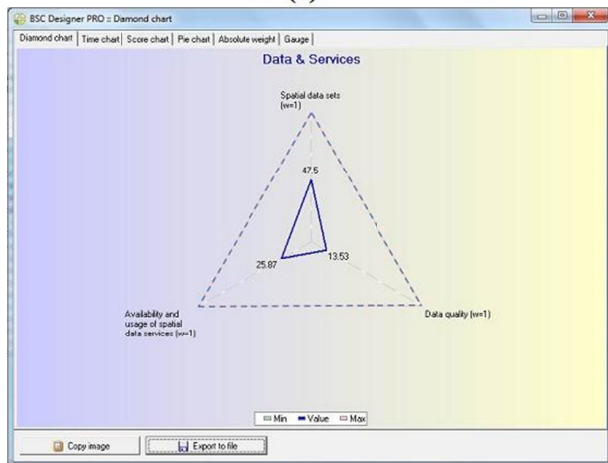 BSC Designer PRO :: Diamond chart
Diamond chart Time chart Score chart Pie chart Absolute weight Gauge
Data & Services
Spatial data sets
(w=1)
47.5
25.87 13.53
Availability and
usage of spatial
data services (w=1)
Data quality (w=1)
Min Value Max
Copy image Export to file